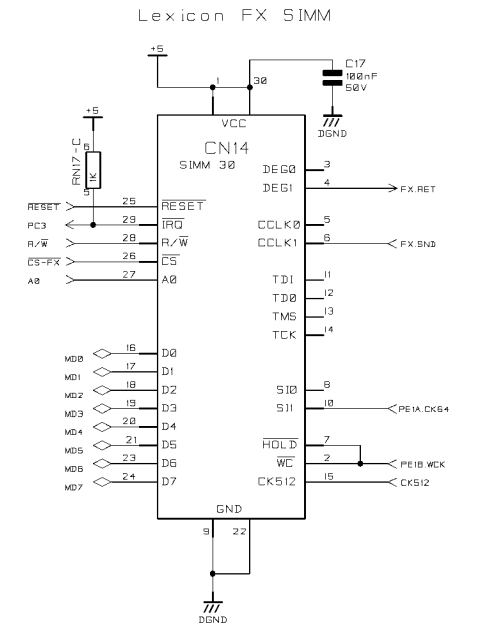 Lexicon FX SIMM
+5
1
30
C17
100nF
50V
DGND
VCC
CN14
SIMM 30
+5
6
RN17-C
1K
5
RESET 25 RESET
PC3 29 IRQ
R/W 28 R/W
CS-FX 26 CS
A0 27 A0
DEG0 3
DEG1 4 FX.RET
CCLK0 5
CCLK1 6 FX.SND
TDI 11
TD0 12
TMS 13
TCK 14
MD0 16 D0
MD1 17 D1
MD2 18 D2
MD3 19 D3
MD4 20 D4
MD5 21 D5
MD6 23 D6
MD7 24 D7
SI0 8
SI1 10 PE1A.CK64
HOLD 7
WC 2 PE1B.WCK
CK512 15 CK512
GND
9
22
DGND